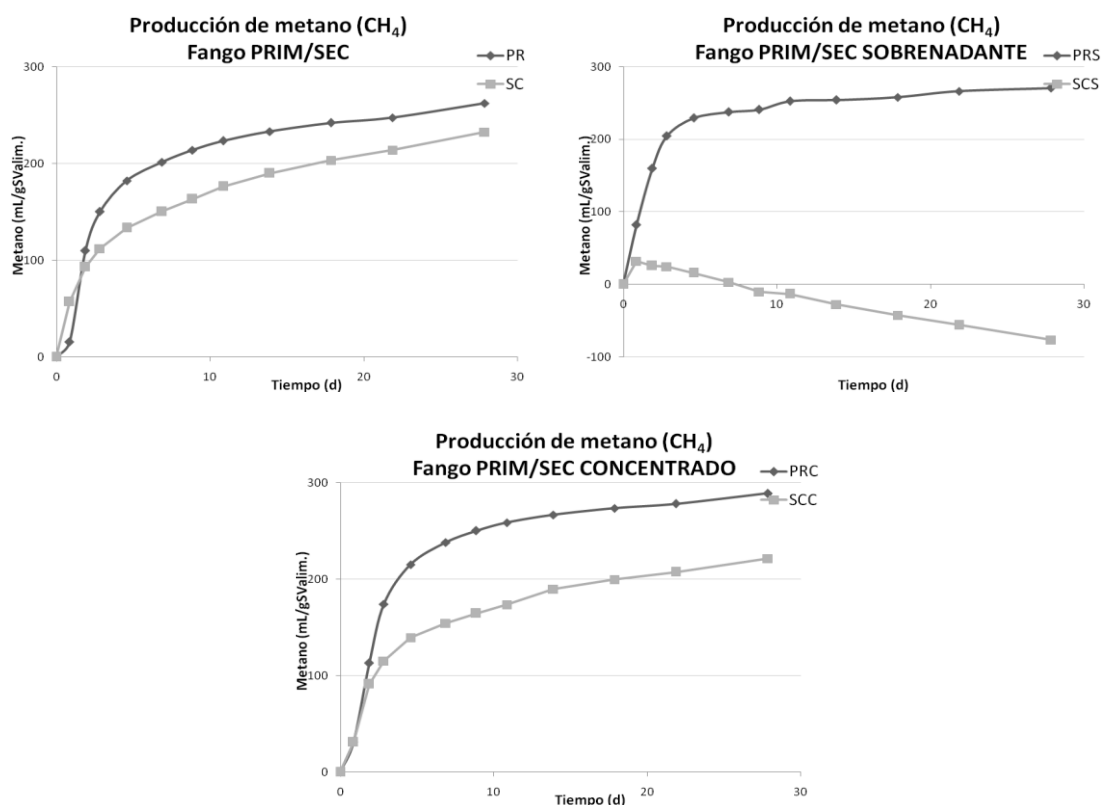 Producción de metano (CH₄)
Fango PRIM/SEC
PR
SC
300
200
100
0
0
10
20
30
Metano (mL/gSValim.)
Tiempo (d)
Producción de metano (CH₄)
Fango PRIM/SEC SOBRENADANTE
PRS
SCS
300
200
100
0
-100
0
10
20
30
Metano (mL/gSValim.)
Tiempo (d)
Producción de metano (CH₄)
Fango PRIM/SEC CONCENTRADO
PRC
SCC
300
200
100
0
0
10
20
30
Metano (mL/gSValim.)
Tiempo (d)